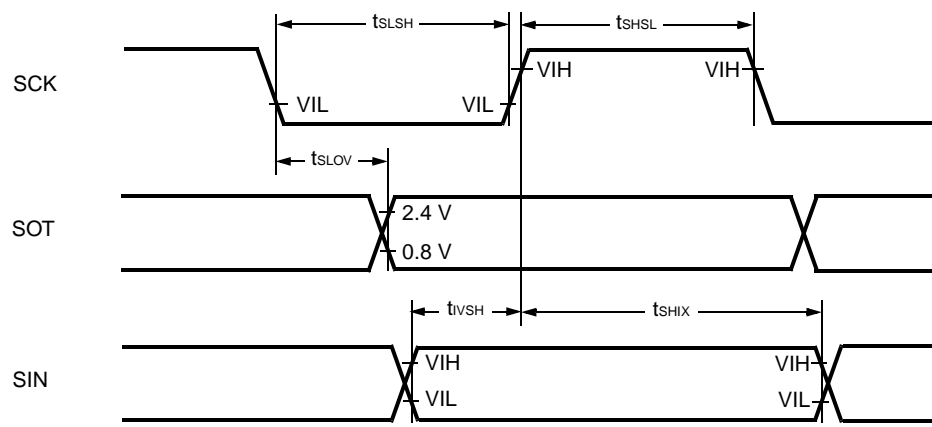 tSLSH tSHSL
SCK VIH VIH
VIL VIL
tSLOV
SOT 2.4 V
0.8 V
tIVSH tSHIX
SIN VIH VIH
VIL VIL